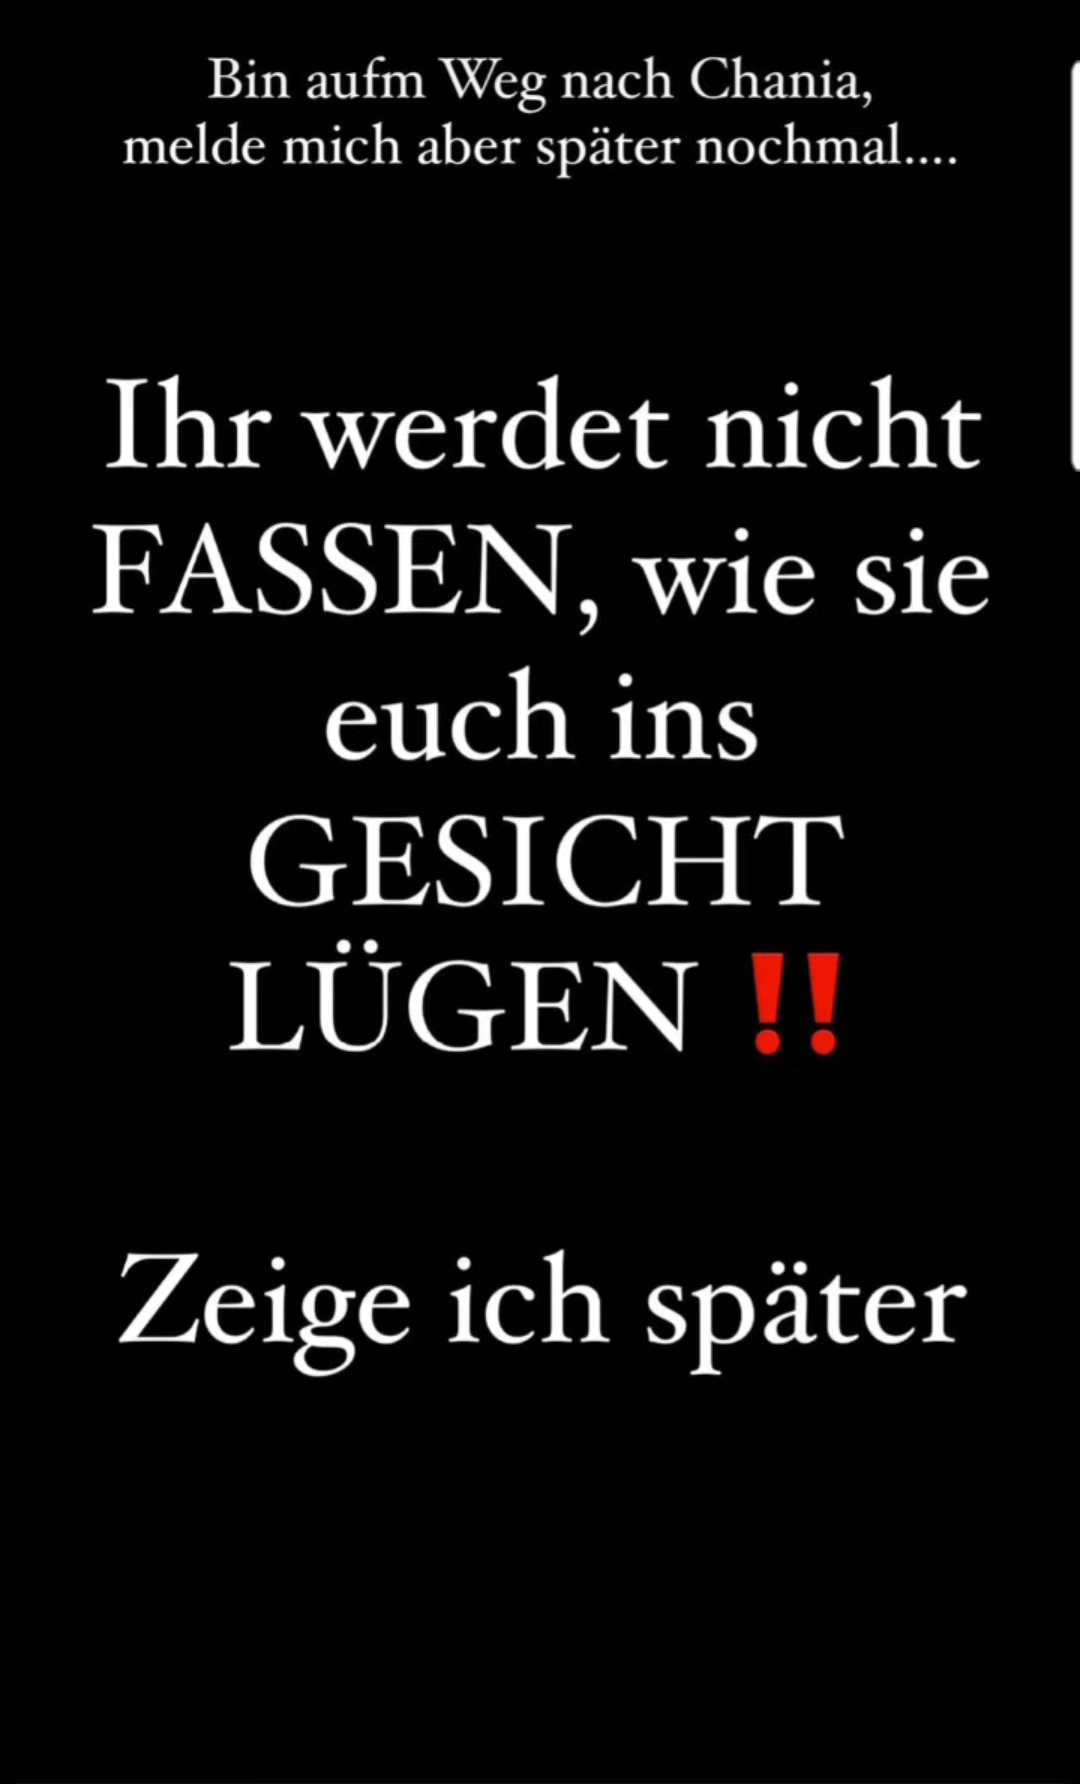 Bin aufm Weg nach Chania,
melde mich aber später nochmal....
Ihr werdet nicht
FASSEN, wie sie
euch ins
GESICHT
LÜGEN ‼️
Zeige ich später